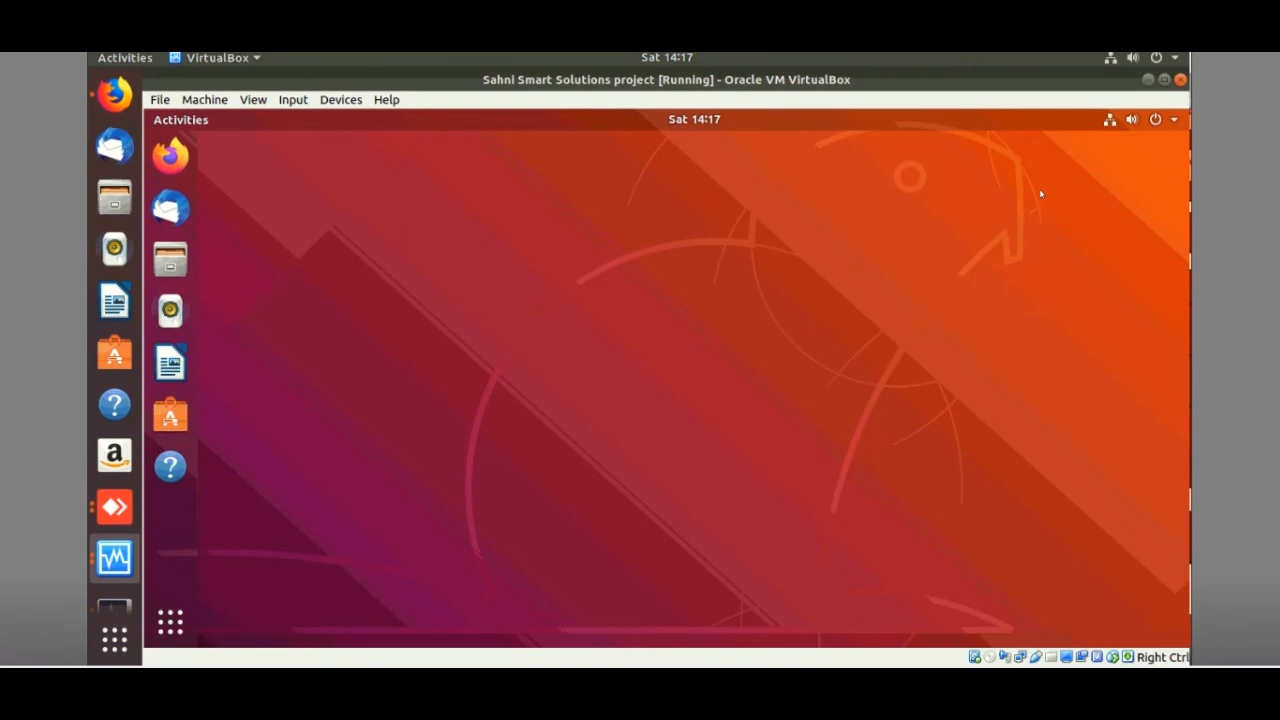 Activities VirtualBox Sat 14:17
Sahni Smart Solutions project [Running] - Oracle VM VirtualBox
File Machine View Input Devices Help
Activities Sat 14:17
Right Ctrl